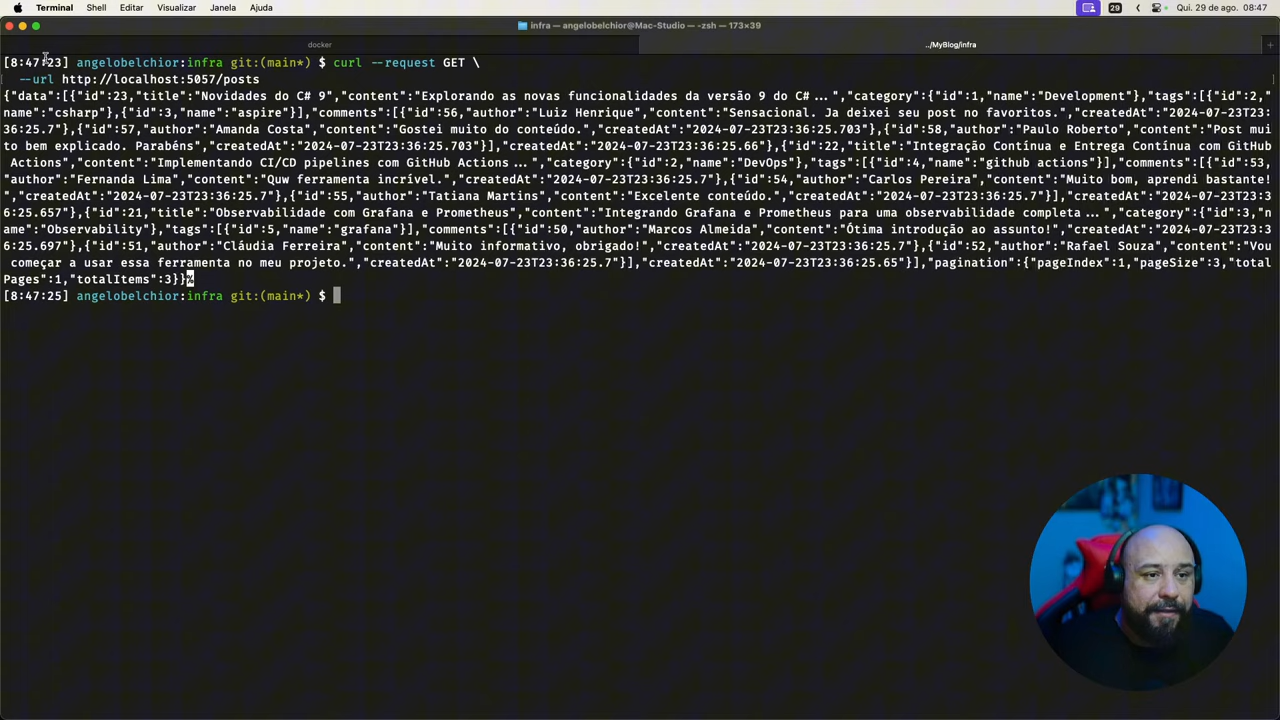 Terminal Shell Editar Visualizar Janela Ajuda 29 Qui. 29 de ago. 08:47
infra — angelobelchior@Mac-Studio — -zsh — 173×39
docker ../MyBlog/infra
[8:47:23] angelobelchior:infra git:(main*) $ curl --request GET \
--url http://localhost:5057/posts
{"data":[{"id":23,"title":"Novidades do C# 9","content":"Explorando as novas funcionalidades da versão 9 do C# ... ","category":{"id":1,"name":"Development"},"tags":[{"id":2,"
name":"csharp"},{"id":3,"name":"aspire"}],"comments":[{"id":56,"author":"Luiz Henrique","content":"Sensacional. Ja deixei seu post no favoritos.","createdAt":"2024-07-23T23:
36:25.7"},{"id":57,"author":"Amanda Costa","content":"Gostei muito do conteúdo.","createdAt":"2024-07-23T23:36:25.703"},{"id":58,"author":"Paulo Roberto","content":"Post mui
to bem explicado. Parabéns","createdAt":"2024-07-23T23:36:25.703"}],"createdAt":"2024-07-23T23:36:25.66"},{"id":22,"title":"Integração Contínua e Entrega Contínua com GitHub
Actions","content":"Implementando CI/CD pipelines com GitHub Actions ... ","category":{"id":2,"name":"DevOps"},"tags":[{"id":4,"name":"github actions"}],"comments":[{"id":53,
"author":"Fernanda Lima","content":"Quw ferramenta incrível.","createdAt":"2024-07-23T23:36:25.7"},{"id":54,"author":"Carlos Pereira","content":"Muito bom, aprendi bastante!
","createdAt":"2024-07-23T23:36:25.7"},{"id":55,"author":"Tatiana Martins","content":"Excelente conteúdo.","createdAt":"2024-07-23T23:36:25.7"}],"createdAt":"2024-07-23T23:3
6:25.657"},{"id":21,"title":"Observabilidade com Grafana e Prometheus","content":"Integrando Grafana e Prometheus para uma observabilidade completa ... ","category":{"id":3,"n
ame":"Observability"},"tags":[{"id":5,"name":"grafana"}],"comments":[{"id":50,"author":"Marcos Almeida","content":"Ótima introdução ao assunto!","createdAt":"2024-07-23T23:3
6:25.697"},{"id":51,"author":"Cláudia Ferreira","content":"Muito informativo, obrigado!","createdAt":"2024-07-23T23:36:25.7"},{"id":52,"author":"Rafael Souza","content":"Vou
começar a usar essa ferramenta no meu projeto.","createdAt":"2024-07-23T23:36:25.7"}],"createdAt":"2024-07-23T23:36:25.65"}],"pagination":{"pageIndex":1,"pageSize":3,"total
Pages":1,"totalItems":3}}%
[8:47:25] angelobelchior:infra git:(main*) $